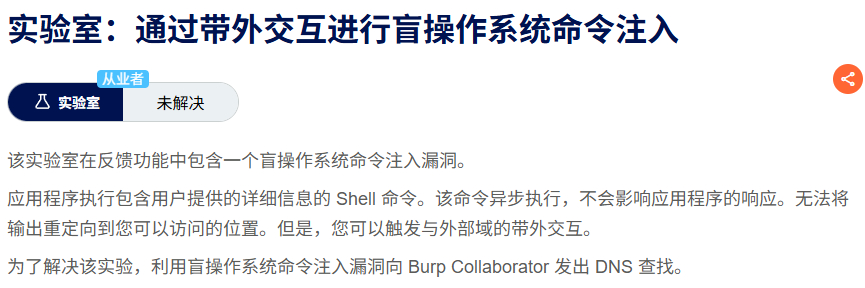 实验室：通过带外交互进行盲操作系统命令注入
从业者
实验室
未解决
该实验室在反馈功能中包含一个盲操作系统命令注入漏洞。
应用程序执行包含用户提供的详细信息的 Shell 命令。该命令异步执行，不会影响应用程序的响应。无法将
输出重定向到您可以访问的位置。但是，您可以触发与外部域的带外交互。
为了解决该实验，利用盲操作系统命令注入漏洞向 Burp Collaborator 发出 DNS 查找。